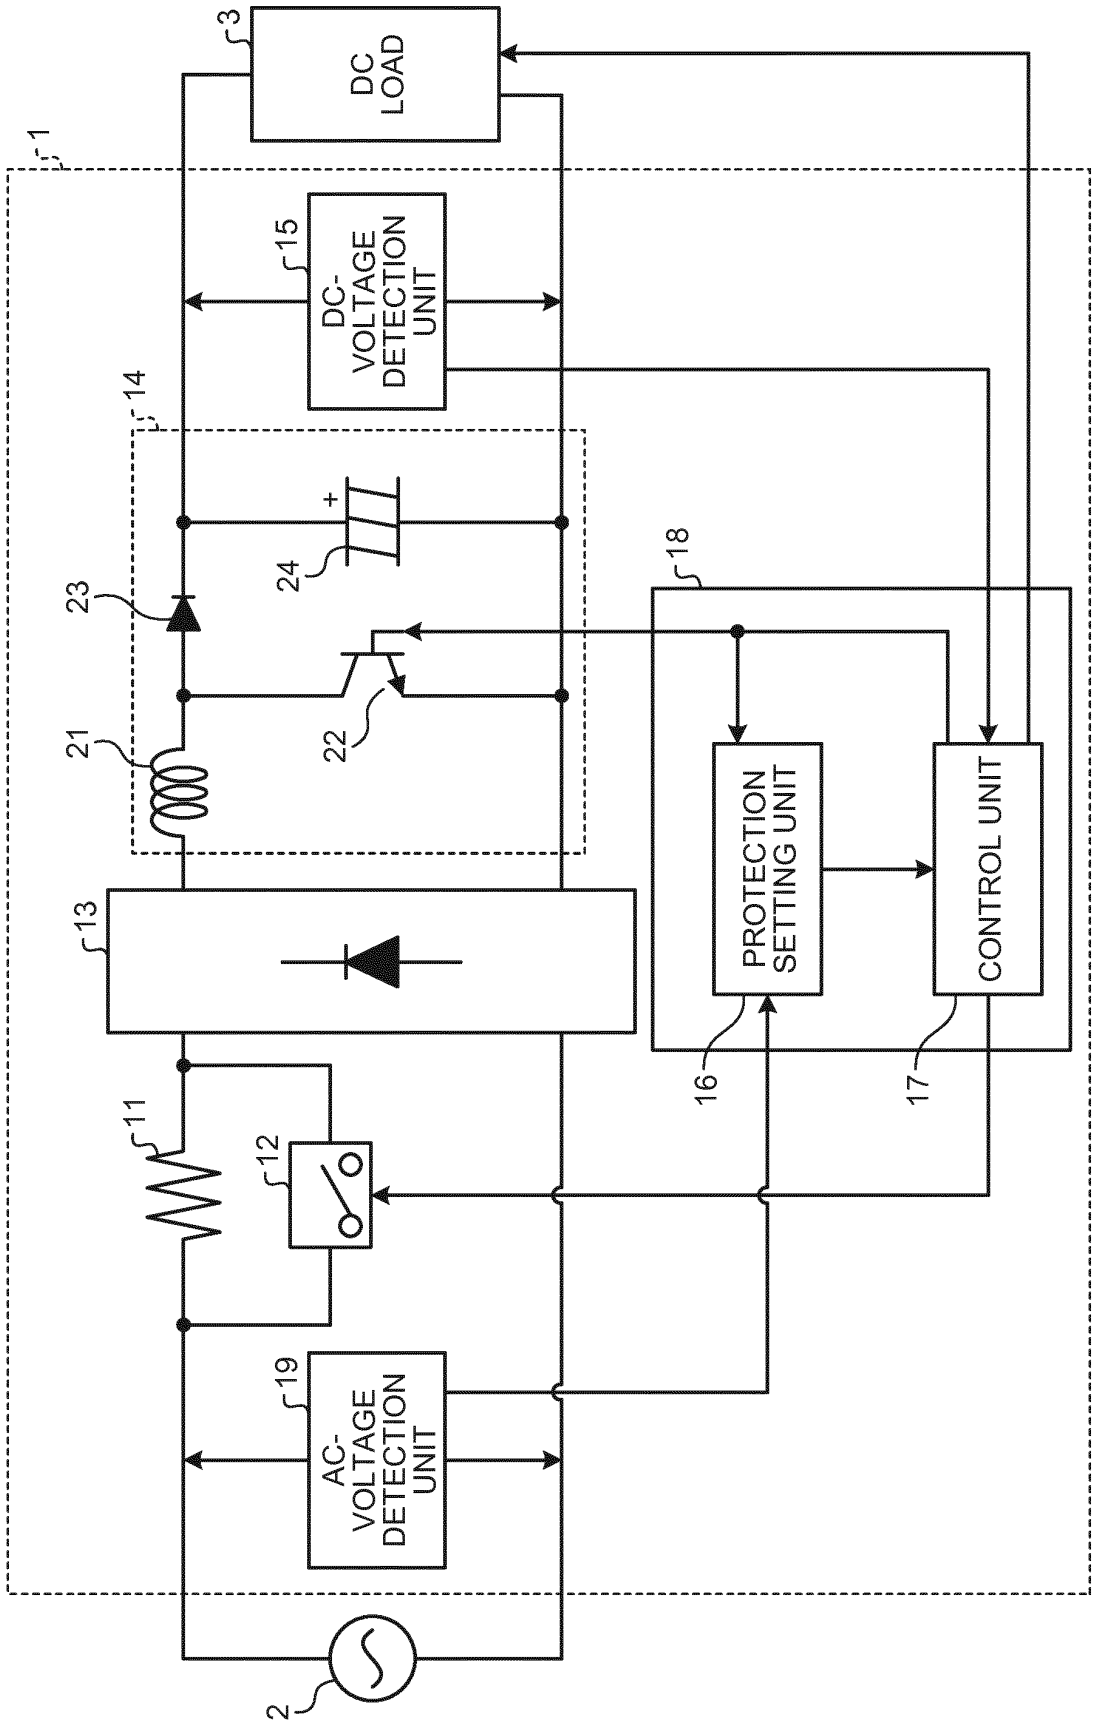 1
3
DC
LOAD
15
DC-
VOLTAGE
DETECTION
UNIT
14
23
24
+
21
22
18
13
PROTECTION
SETTING UNIT
16
CONTROL UNIT
17
11
12
19
AC-
VOLTAGE
DETECTION
UNIT
2